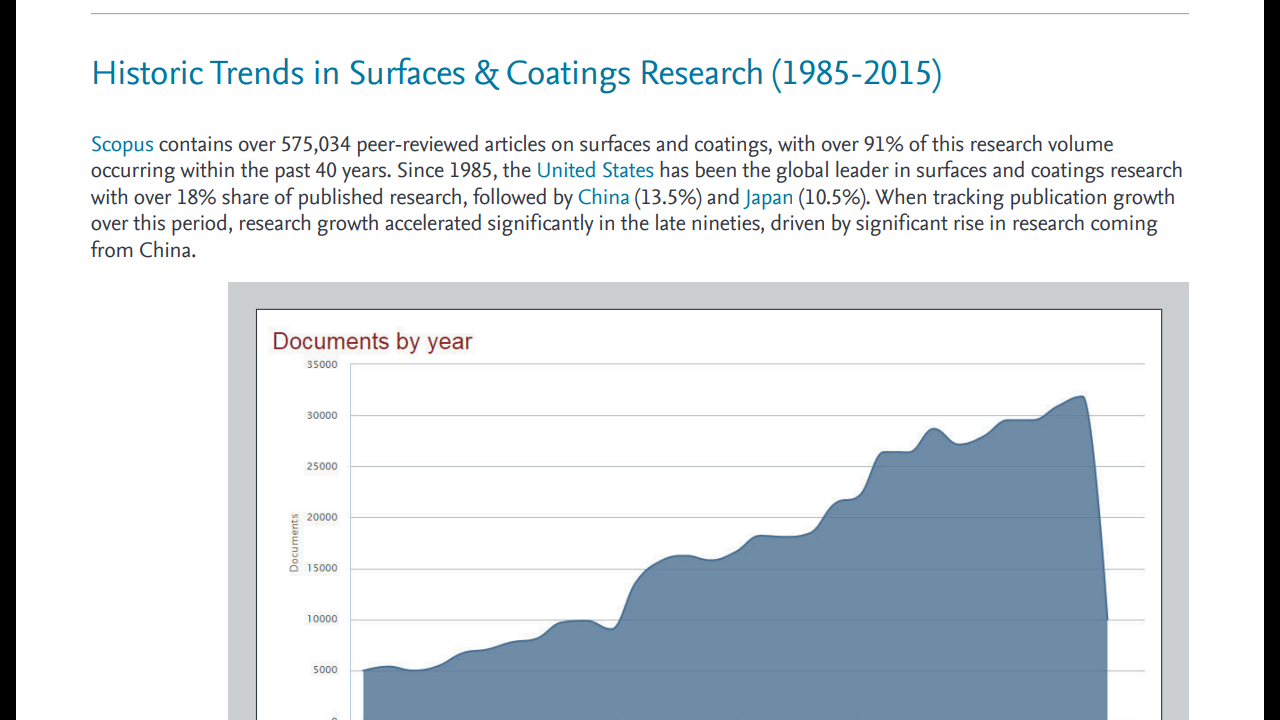 Historic Trends in Surfaces & Coatings Research (1985-2015)
Scopus contains over 575,034 peer-reviewed articles on surfaces and coatings, with over 91% of this research volume
occurring within the past 40 years. Since 1985, the United States has been the global leader in surfaces and coatings research
with over 18% share of published research, followed by China (13.5%) and Japan (10.5%). When tracking publication growth
over this period, research growth accelerated significantly in the late nineties, driven by significant rise in research coming
from China.
Documents by year
35000
30000
25000
20000
Documents
15000
10000
5000